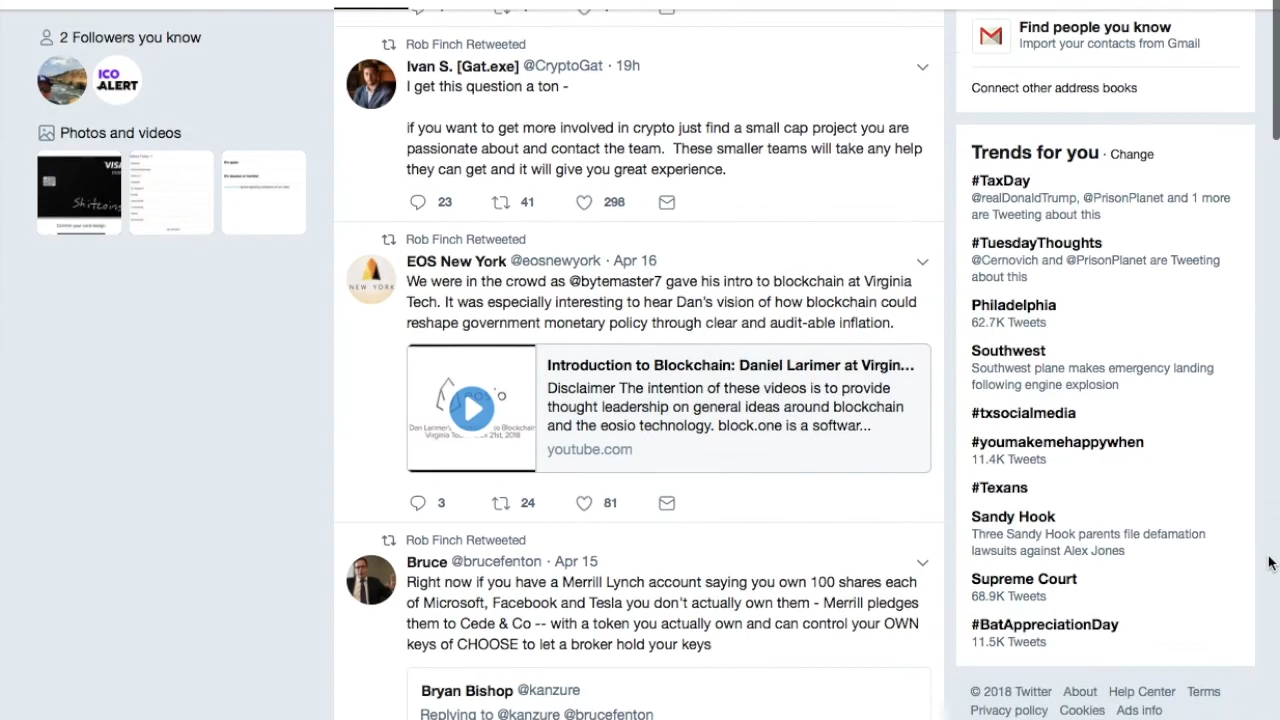 2 Followers you know
ICO
ALERT
Photos and videos
VISA
Shitcoins
Rob Finch Retweeted
Ivan S. [Gat.exe] @CryptoGat · 19h
I get this question a ton -
if you want to get more involved in crypto just find a small cap project you are
passionate about and contact the team. These smaller teams will take any help
they can get and it will give you great experience.
23 41 298
Rob Finch Retweeted
EOS New York @eosnewyork · Apr 16
NEW YORK
We were in the crowd as @bytemaster7 gave his intro to blockchain at Virginia
Tech. It was especially interesting to hear Dan's vision of how blockchain could
reshape government monetary policy through clear and audit-able inflation.
Introduction to Blockchain: Daniel Larimer at Virgin...
Disclaimer The intention of these videos is to provide
thought leadership on general ideas around blockchain
and the eosio technology. block.one is a softwar...
youtube.com
3 24 81
Rob Finch Retweeted
Bruce @brucefenton · Apr 15
Right now if you have a Merrill Lynch account saying you own 100 shares each
of Microsoft, Facebook and Tesla you don't actually own them - Merrill pledges
them to Cede & Co -- with a token you actually own and can control your OWN
keys of CHOOSE to let a broker hold your keys
Bryan Bishop @kanzure
Replying to @kanzure @brucefenton
Find people you know
Import your contacts from Gmail
Connect other address books
Trends for you · Change
#TaxDay
@realDonaldTrump, @PrisonPlanet and 1 more
are Tweeting about this
#TuesdayThoughts
@Cernovich and @PrisonPlanet are Tweeting
about this
Philadelphia
62.7K Tweets
Southwest
Southwest plane makes emergency landing
following engine explosion
#txsocialmedia
#youmakemehappywhen
11.4K Tweets
#Texans
Sandy Hook
Three Sandy Hook parents file defamation
lawsuits against Alex Jones
Supreme Court
68.9K Tweets
#BatAppreciationDay
11.5K Tweets
© 2018 Twitter About Help Center Terms
Privacy policy Cookies Ads info